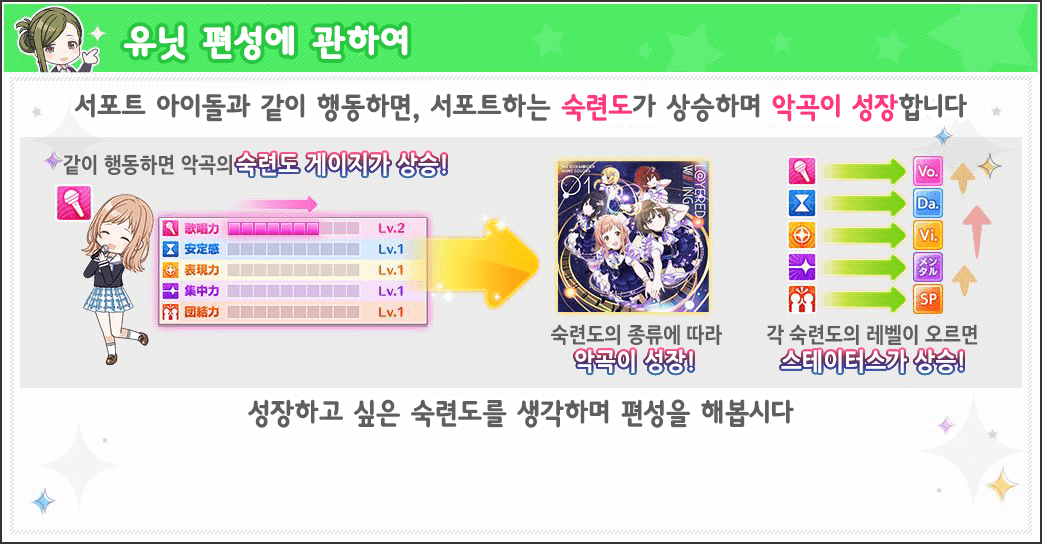 유닛 편성에 관하여
서포트 아이돌과 같이 행동하면, 서포트하는 숙련도가 상승하며 악곡이 성장합니다
같이 행동하면 악곡의숙련도 게이지가 상승!
歌唱力 Lv.2
安定感 Lv.1
表現力 Lv.1
集中力 Lv.1
団結力 Lv.1
THE IDOLM@STER
SHINY COLORS
01
L@YERED
WING
숙련도의 종류에 따라
악곡이 성장!
Vo.
Da.
Vi.
メン
タル
SP
각 숙련도의 레벨이 오르면
스테이터스가 상승!
성장하고 싶은 숙련도를 생각하며 편성을 해봅시다